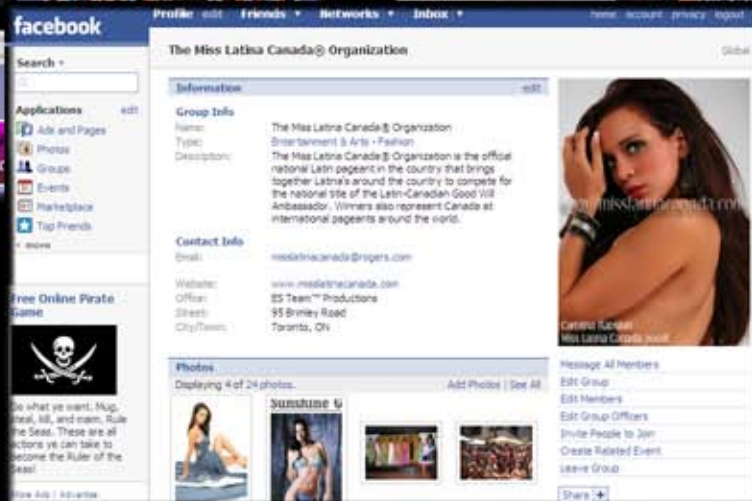 facebook
Profile edit Friends Networks Inbox
home account privacy logout
Search
Applications edit
Ads and Pages
Photos
Groups
Events
Marketplace
Top Friends
more
Free Online Pirate
Game
Do what ye want. Mug,
steal, kill, and maim. Rule
the Seas. These are all
actions ye can take to
become the Ruler of the
Seas!
More Ads | Advertise
The Miss Latina Canada® Organization
Global
Information edit
Group Info
Name: The Miss Latina Canada® Organization
Type: Entertainment & Arts - Fashion
Description: The Miss Latina Canada® Organization is the official
national Latin pageant in the country that brings
together Latina's around the country to compete for
the national title of the Latin-Canadian Good Will
Ambassador. Winners also represent Canada at
international pageants around the world.
Contact Info
Email: misslatinacanada@rogers.com
Website: www.misslatinacanada.com
Office: ES Team™ Productions
Street: 95 Brimley Road
City/Town: Toronto, ON
Photos
Displaying 4 of 24 photos. Add Photos | See All
Sunshine G
Miss Latina Canada 2008
Message All Members
Edit Group
Edit Members
Edit Group Officers
Invite People to Join
Create Related Event
Leave Group
Share +